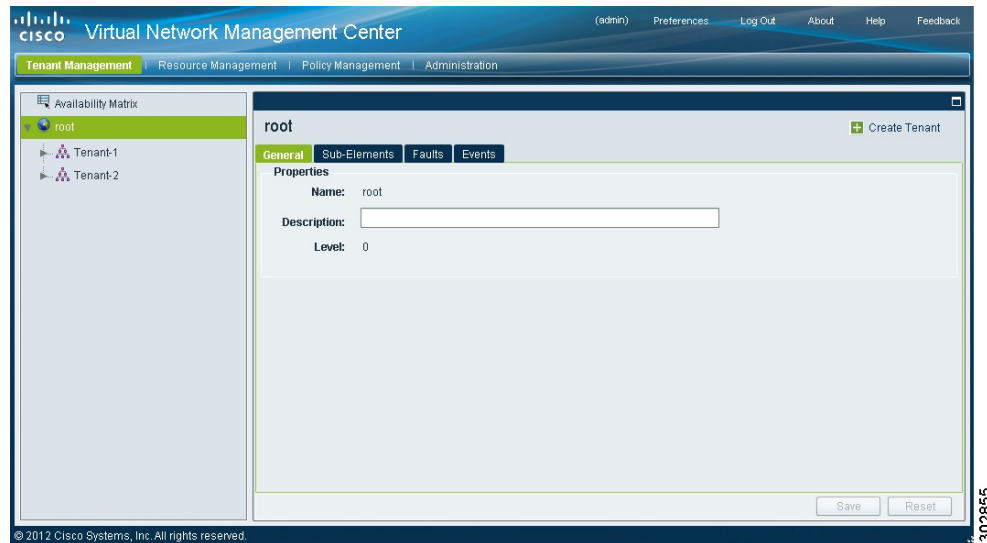 CISCO Virtual Network Management Center
(admin) Preferences Log Out About Help Feedback
Tenant Management | Resource Management | Policy Management | Administration
Availability Matrix
root
Tenant-1
Tenant-2
root
Create Tenant
General Sub-Elements Faults Events
Properties
Name: root
Description:
Level: 0
Save Reset
© 2012 Cisco Systems, Inc. All rights reserved.
302855